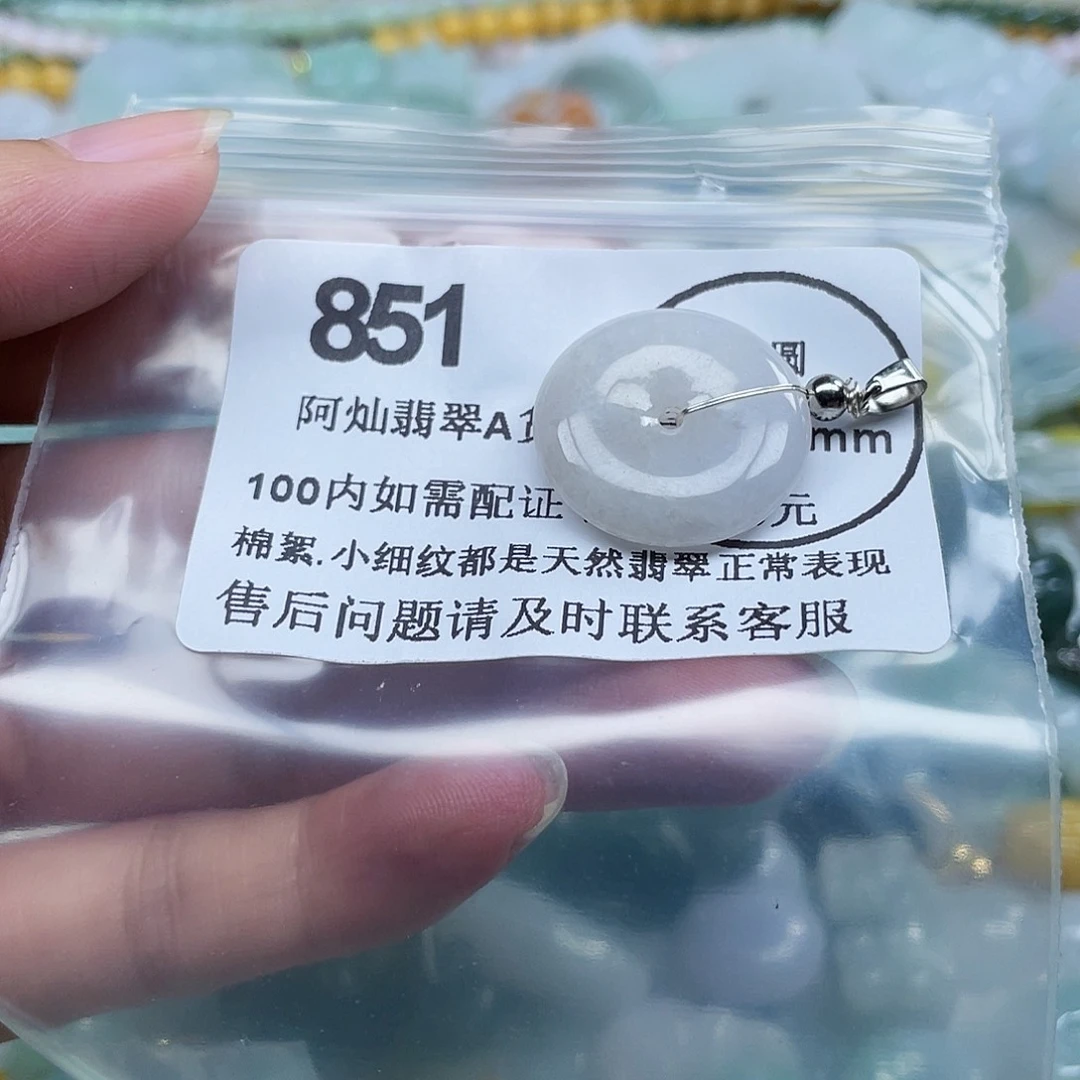 851
圆
阿灿翡翠A
mm
100内如需配证
元
棉絮.小细纹都是天然翡翠正常表现
售后问题请及时联系客服